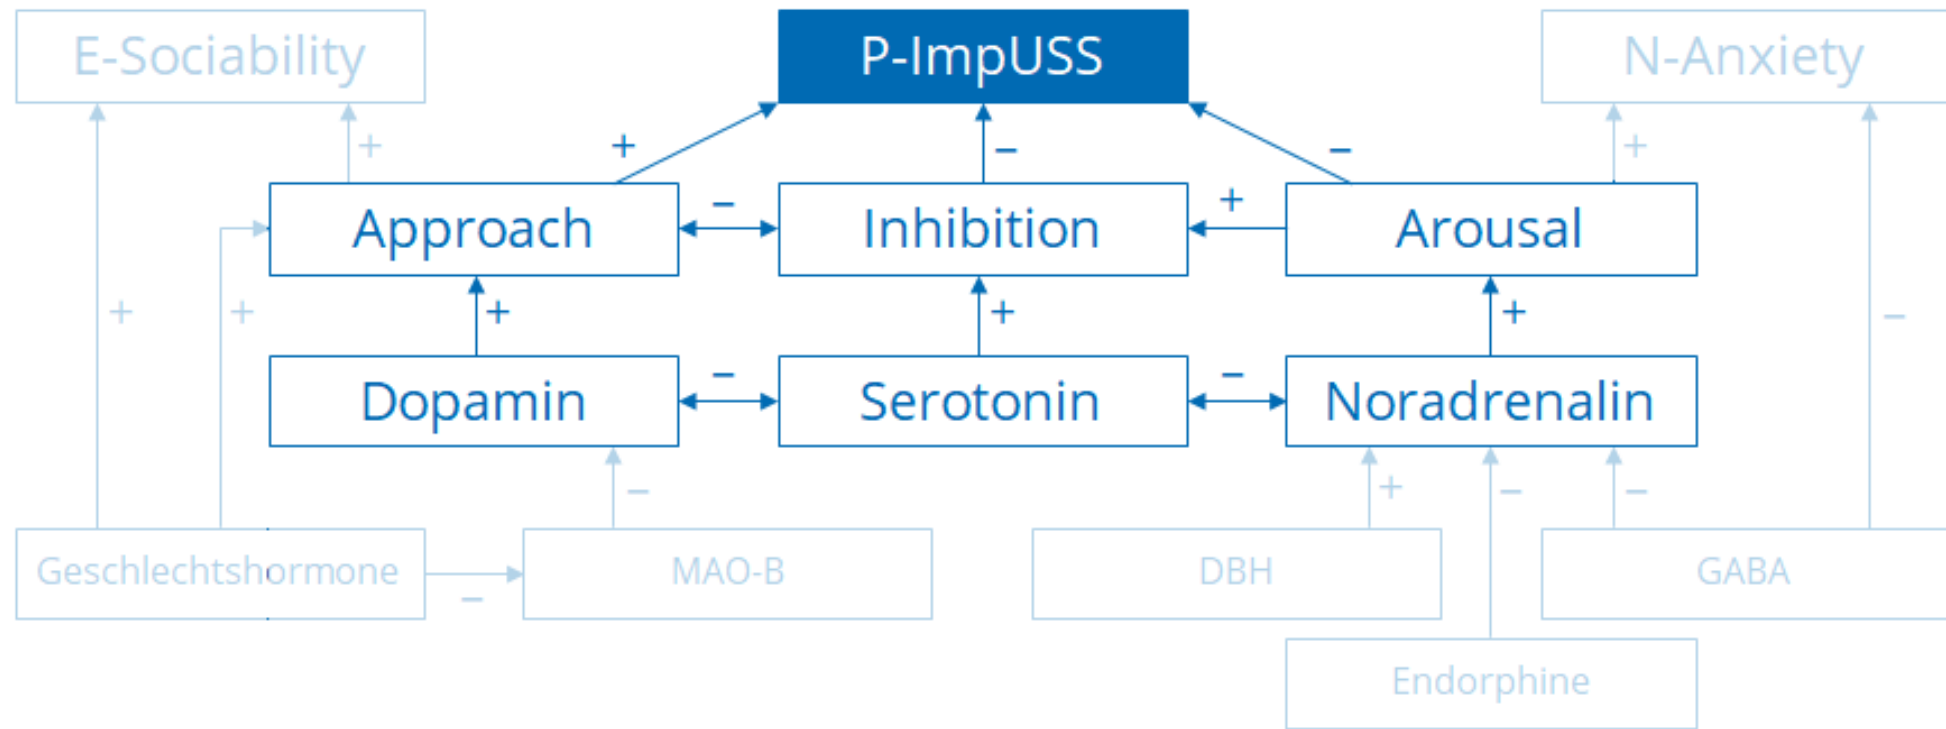 E-Sociability
P-ImpUSS
N-Anxiety
+
+
–
–
+
Approach
–
Inhibition
+
Arousal
+
+
+
+
+
–
Dopamin
–
Serotonin
–
Noradrenalin
–
+
–
–
Geschlechtshormone
–
MAO-B
DBH
GABA
Endorphine